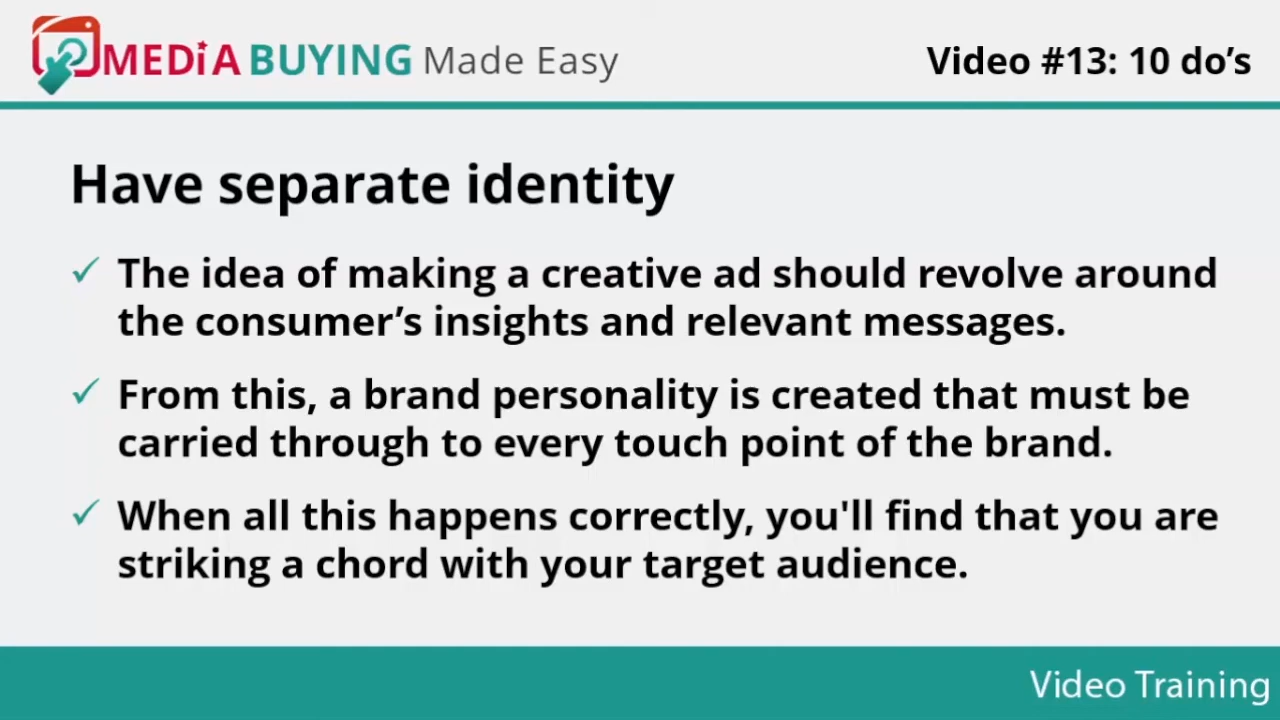 MEDiA BUYING Made Easy
Video #13: 10 do’s
Have separate identity
✓ The idea of making a creative ad should revolve around
the consumer’s insights and relevant messages.
✓ From this, a brand personality is created that must be
carried through to every touch point of the brand.
✓ When all this happens correctly, you'll find that you are
striking a chord with your target audience.
Video Training